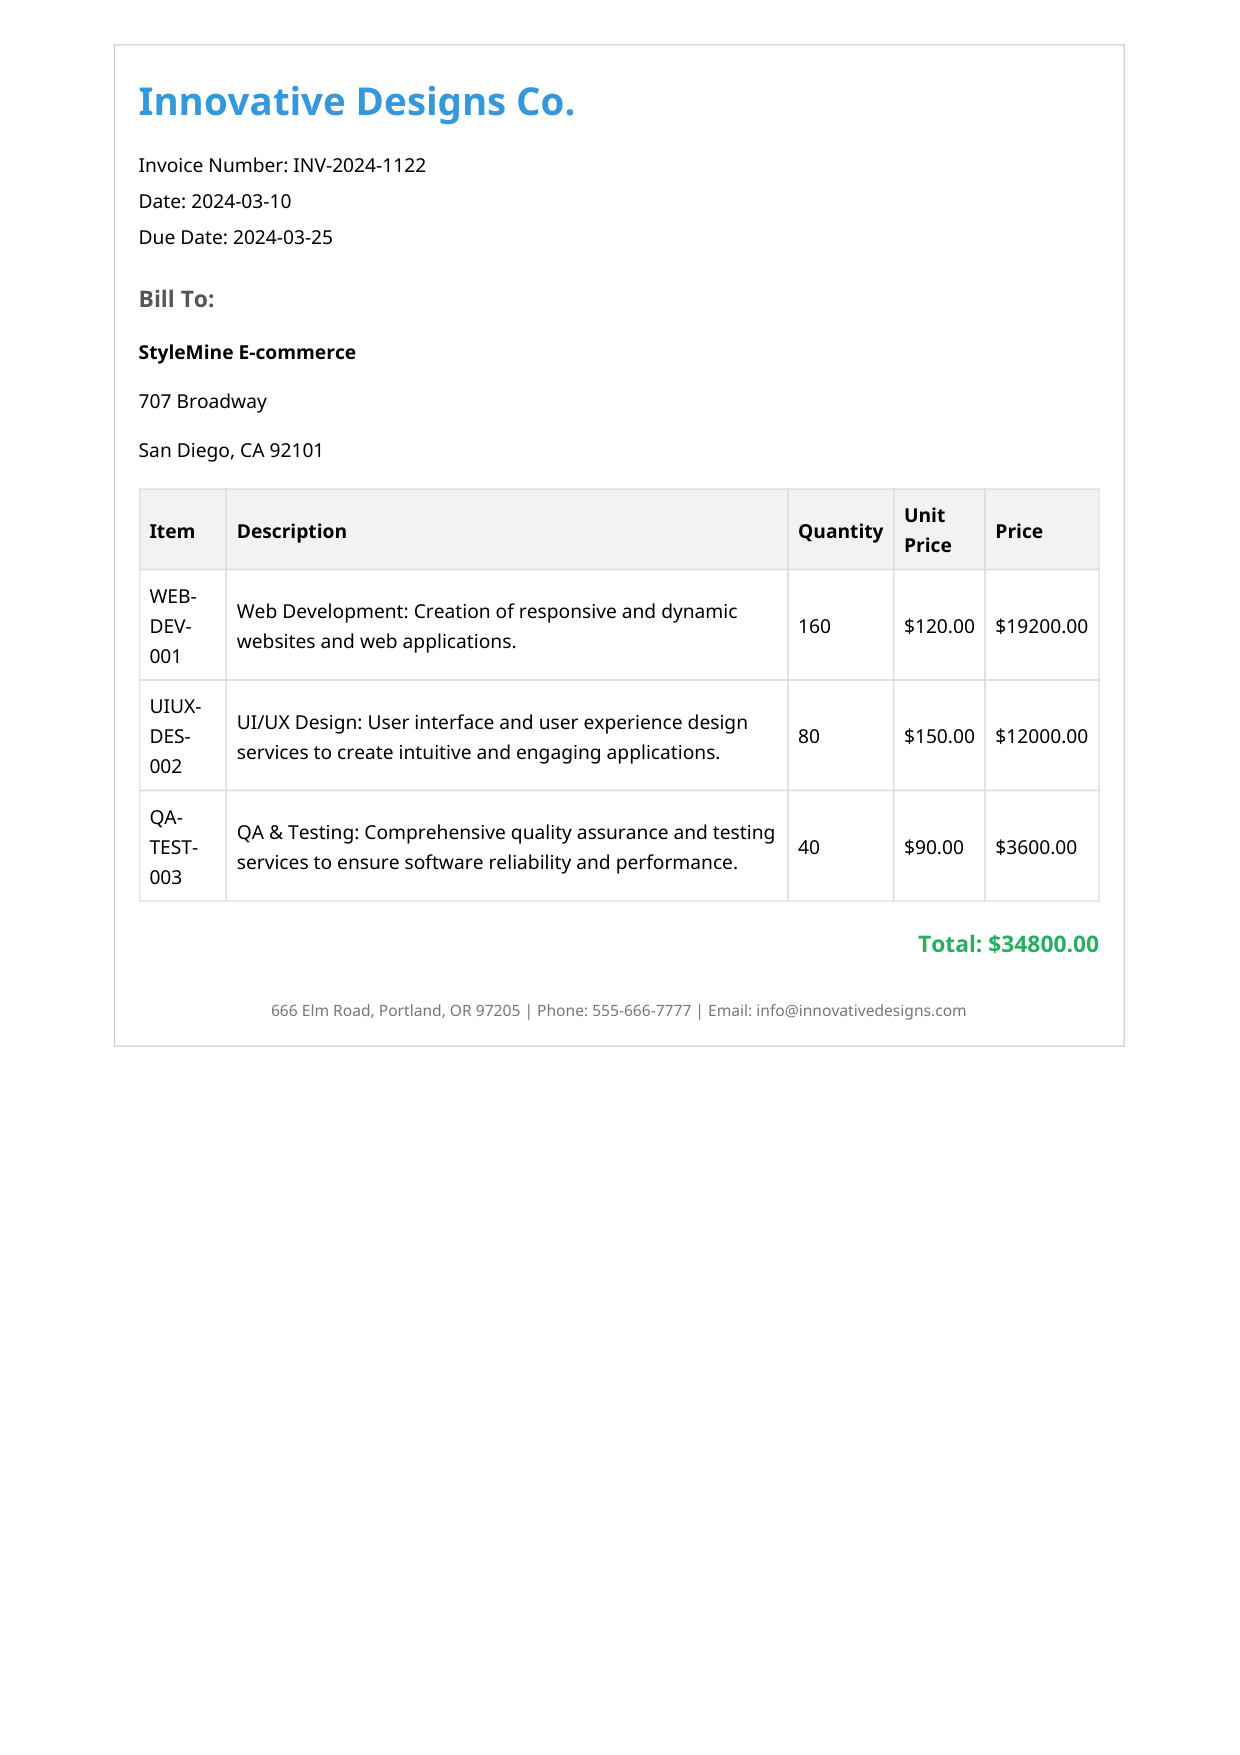 Innovative Designs Co.
Invoice Number: INV-2024-1122
Date: 2024-03-10
Due Date: 2024-03-25
Bill To:
StyleMine E-commerce
707 Broadway
San Diego, CA 92101
Item Description Quantity Unit Price Price
WEB-DEV-001 Web Development: Creation of responsive and dynamic websites and web applications. 160 $120.00 $19200.00
UIUX-DES-002 UI/UX Design: User interface and user experience design services to create intuitive and engaging applications. 80 $150.00 $12000.00
QA-TEST-003 QA & Testing: Comprehensive quality assurance and testing services to ensure software reliability and performance. 40 $90.00 $3600.00
Total: $34800.00
666 Elm Road, Portland, OR 97205 | Phone: 555-666-7777 | Email: info@innovativedesigns.com